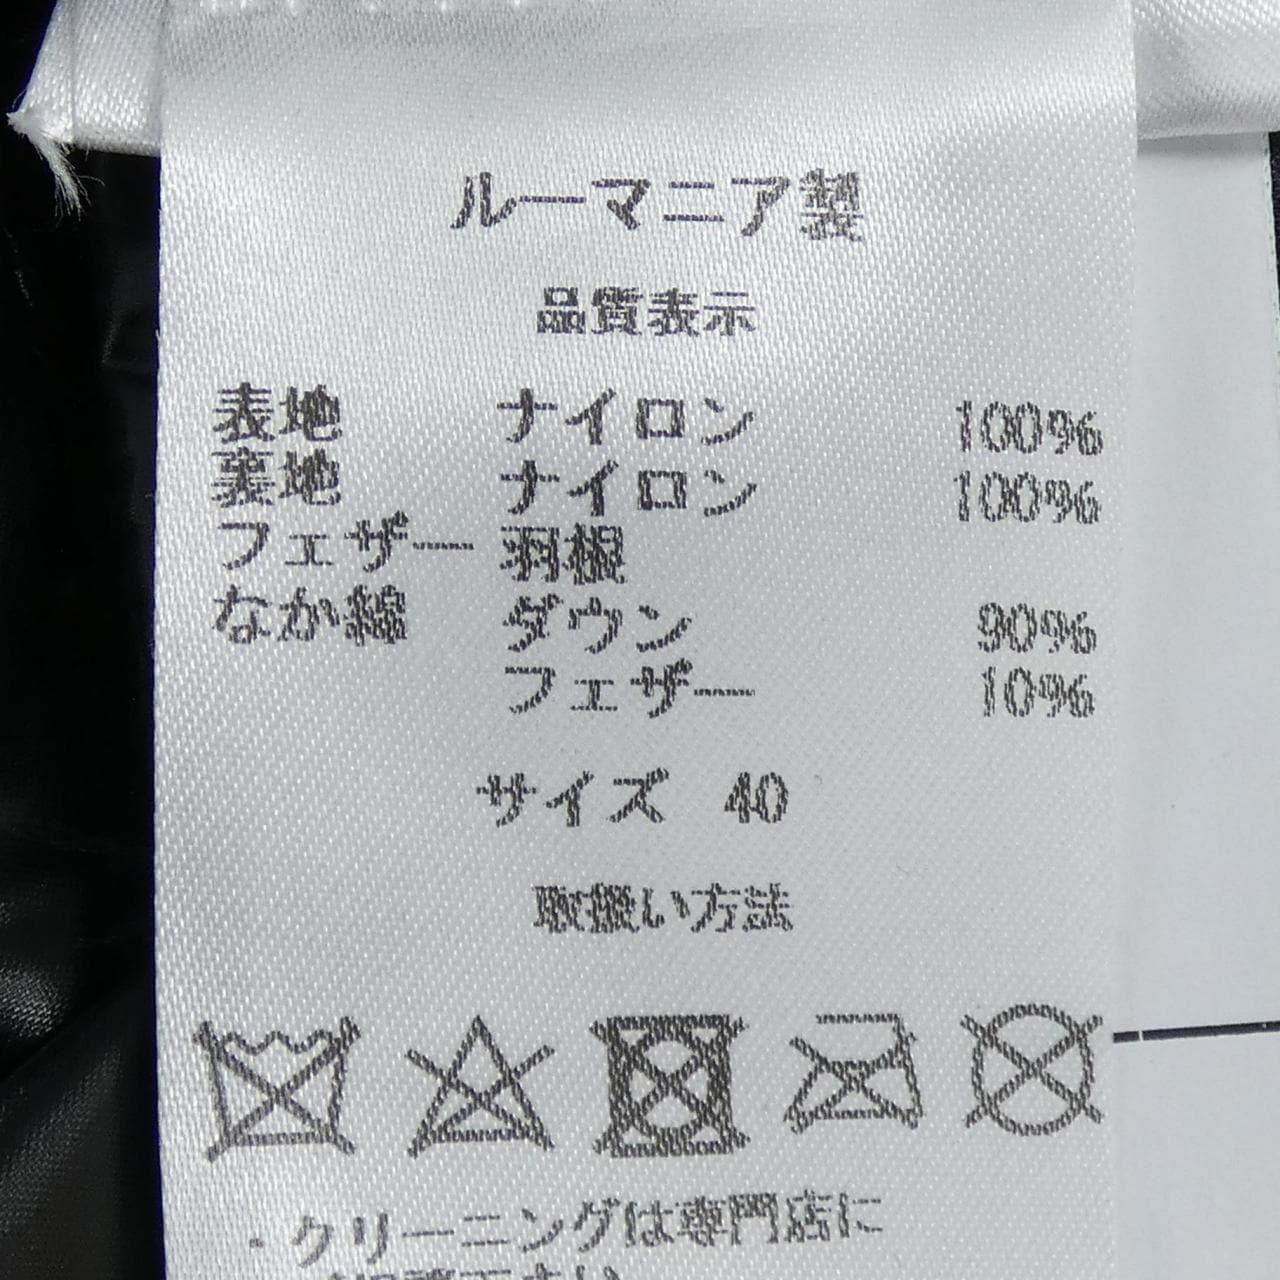 ルーマニア製
品質表示
表地 ナイロン 100%
裏地 ナイロン 100%
フェザー 羽根
なか綿 ダウン 90%
フェザー 10%
サイズ 40
取扱い方法
・クリーニングは専門店に